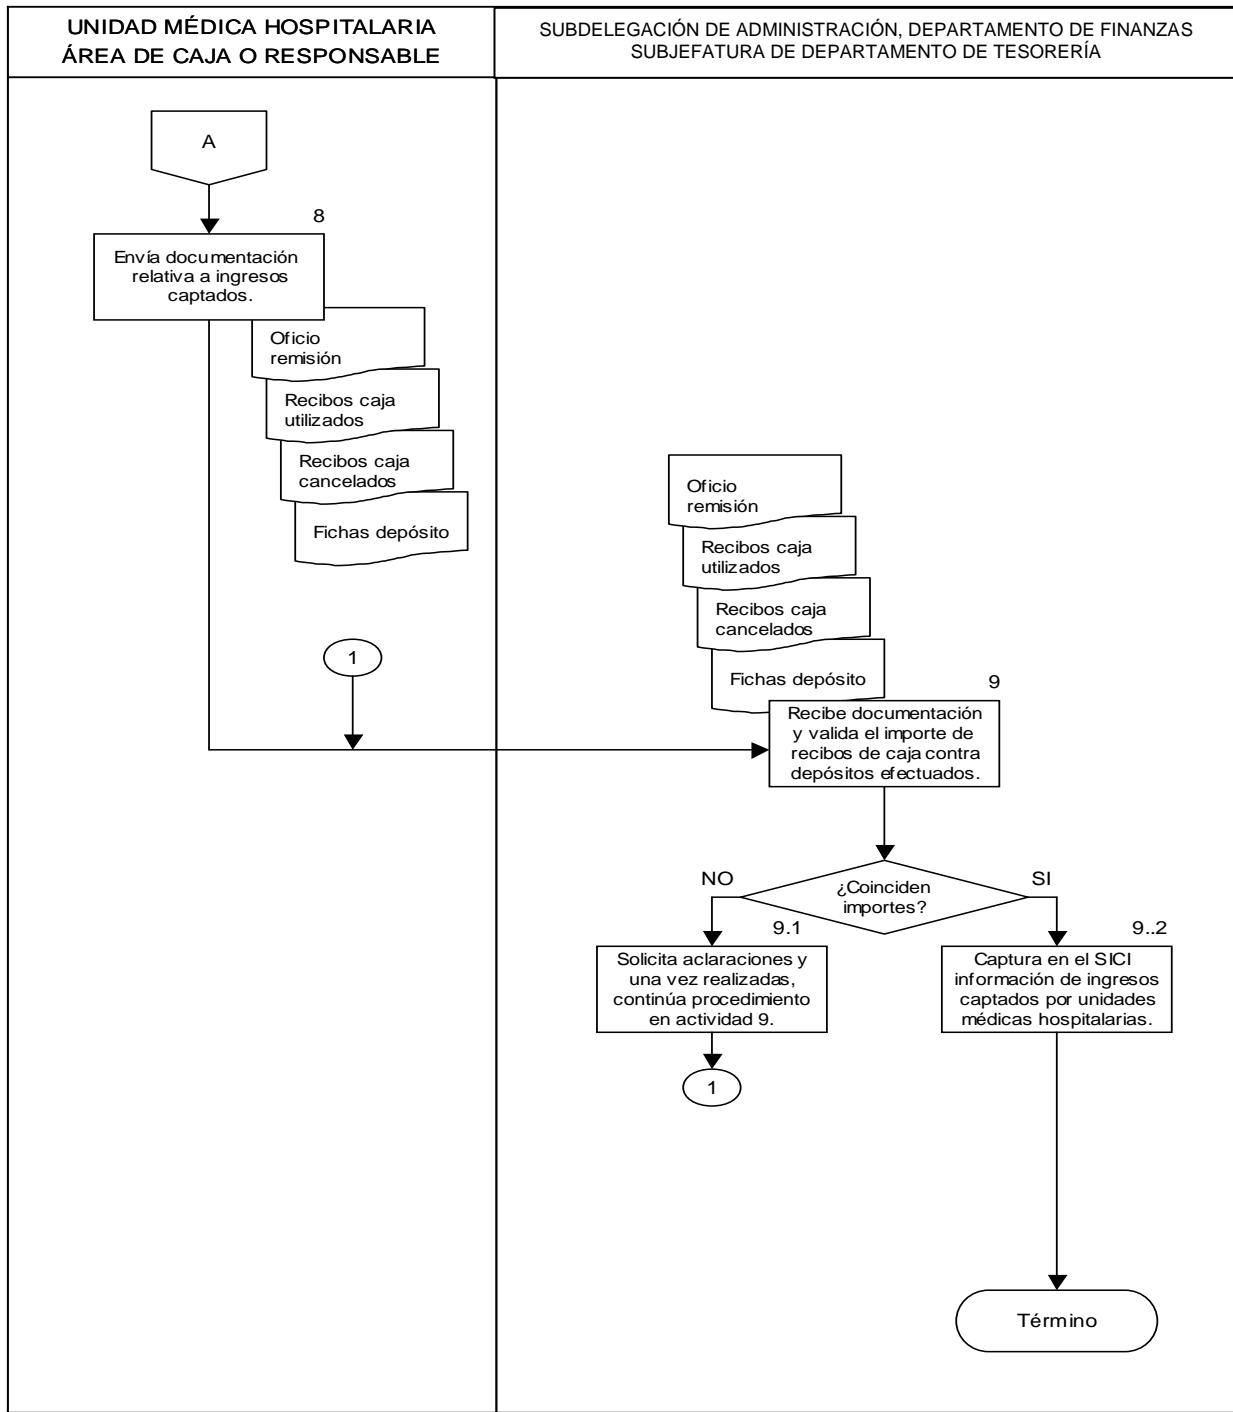 UNIDAD MÉDICA HOSPITALARIA
ÁREA DE CAJA O RESPONSABLE
SUBDELEGACIÓN DE ADMINISTRACIÓN, DEPARTAMENTO DE FINANZAS
SUBJEFATURA DE DEPARTAMENTO DE TESORERÍA
A
8
Envía documentación
relativa a ingresos
captados.
Oficio
remisión
Recibos caja
utilizados
Recibos caja
cancelados
Fichas depósito
1
Oficio
remisión
Recibos caja
utilizados
Recibos caja
cancelados
Fichas depósito
9
Recibe documentación
y valida el importe de
recibos de caja contra
depósitos efectuados.
¿Coinciden
importes?
NO
SI
9.1
Solicita aclaraciones y
una vez realizadas,
continúa procedimiento
en actividad 9.
1
9..2
Captura en el SICI
información de ingresos
captados por unidades
médicas hospitalarias.
Término